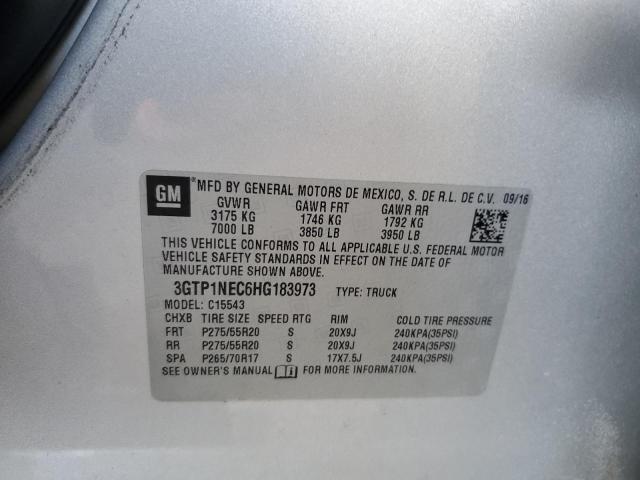 GM ®MFD BY GENERAL MOTORS DE MEXICO, S. DE R.L. DE C.V. 09/16
GVWR GAWR FRT GAWR RR
3175 KG 1746 KG 1792 KG
7000 LB 3850 LB 3950 LB
THIS VEHICLE CONFORMS TO ALL APPLICABLE U.S. FEDERAL MOTOR
VEHICLE SAFETY STANDARDS IN EFFECT ON THE DATE OF
MANUFACTURE SHOWN ABOVE.
3GTP1NEC6HG183973 TYPE: TRUCK
MODEL: C15543
CHXB TIRE SIZE SPEED RTG RIM COLD TIRE PRESSURE
FRT P275/55R20 S 20X9J 240KPA(35PSI)
RR P275/55R20 S 20X9J 240KPA(35PSI)
SPA P265/70R17 S 17X7.5J 240KPA(35PSI)
SEE OWNER'S MANUAL FOR MORE INFORMATION.